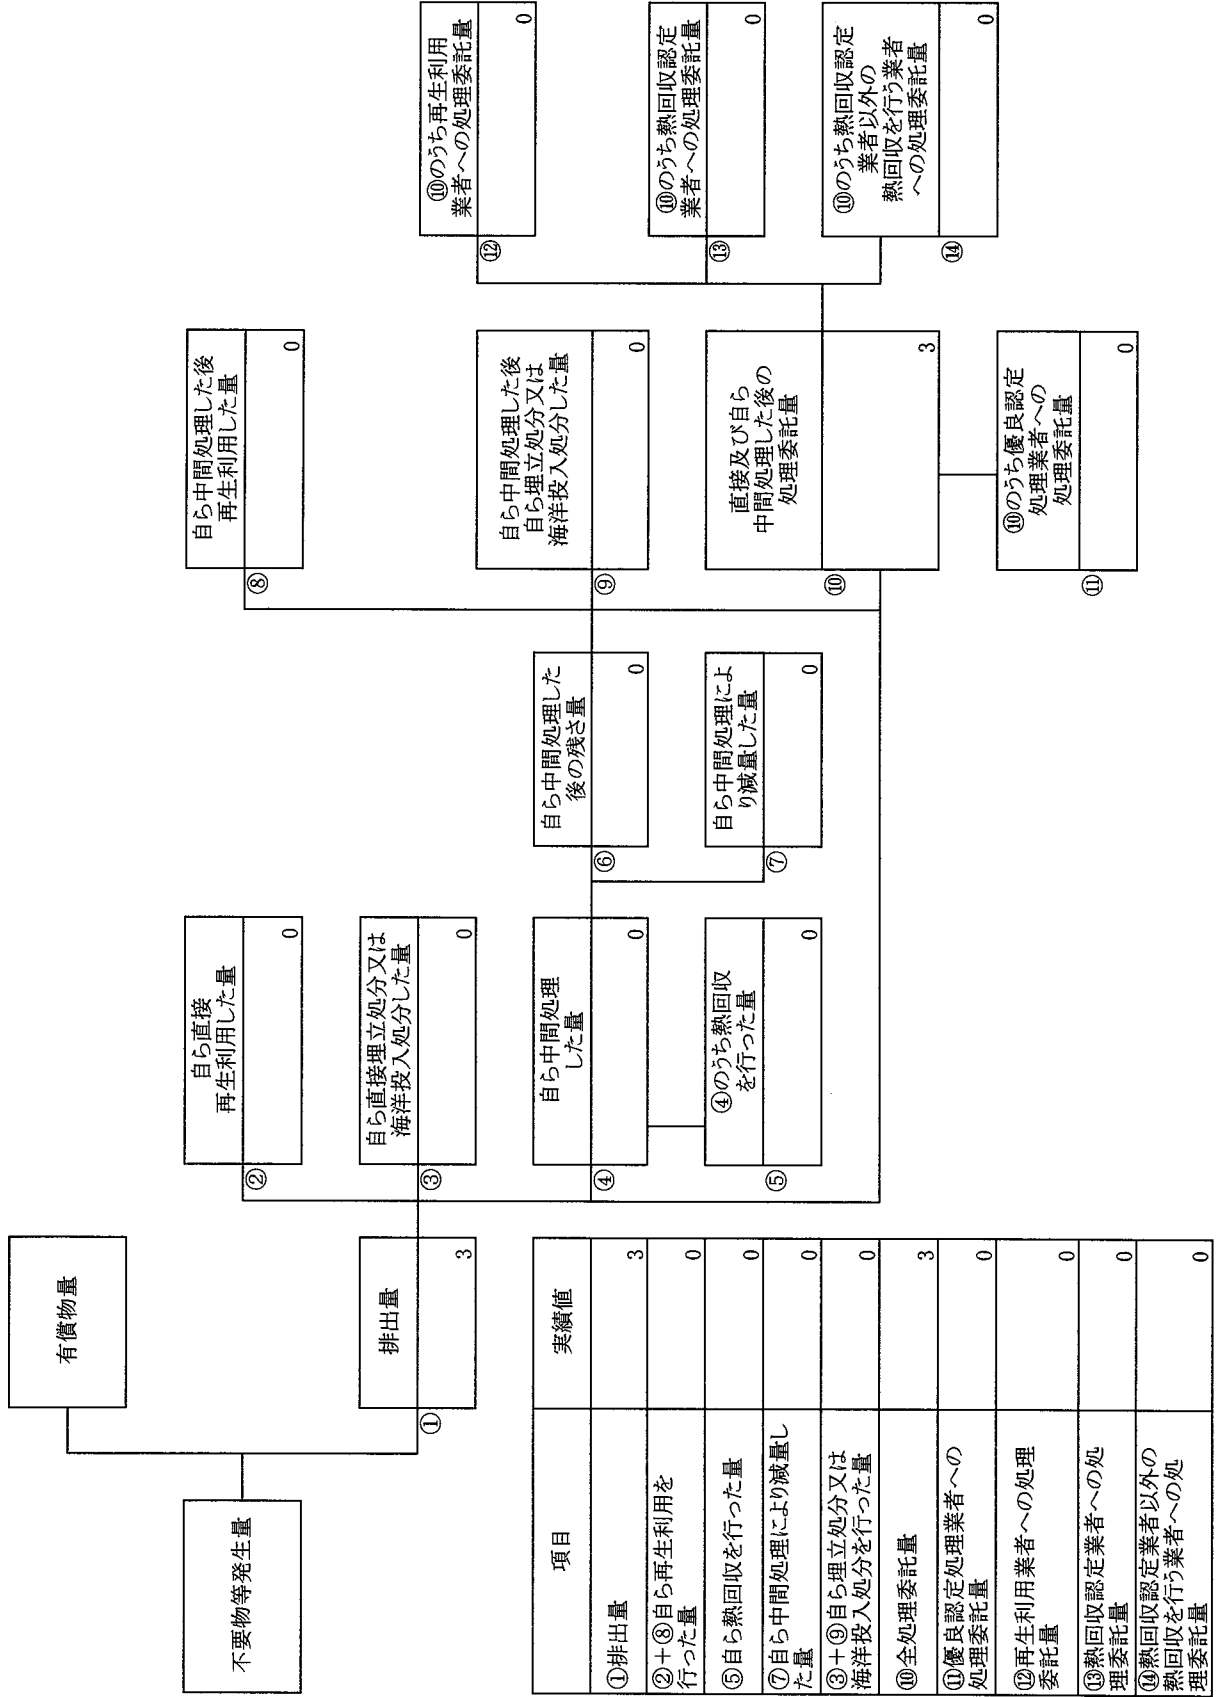 不要物等発生量
有償物量
排出量
①
3
自ら直接
再生利用した量
②
0
自ら直接埋立処分又は
海洋投入処分した量
③
0
自ら中間処理
した量
④
0
④のうち熱回収
を行った量
⑤
0
自ら中間処理した
後の残さ量
⑥
0
自ら中間処理によ
り減量した量
⑦
0
自ら中間処理した後
再生利用した量
⑧
0
自ら中間処理した後
自ら埋立処分又は
海洋投入処分した量
⑨
0
直接及び自ら
中間処理した後の
処理委託量
⑩
3
⑩のうち優良認定
処理業者への
処理委託量
⑪
0
⑩のうち再生利用
業者への処理委託量
⑫
0
⑩のうち熱回収認定
業者への処理委託量
⑬
0
⑩のうち熱回収認定
業者以外の
熱回収を行う業者
への処理委託量
⑭
0
項目 実績値
①排出量 3
②+⑧自ら再生利用を
行った量 0
⑤自ら熱回収を行った量 0
⑦自ら中間処理により減量し
た量 0
③+⑨自ら埋立処分又は
海洋投入処分を行った量 0
⑩全処理委託量 3
⑪優良認定処理業者への
処理委託量 0
⑫再生利用業者への処理
委託量 0
⑬熱回収認定業者への処
理委託量 0
⑭熱回収認定業者以外の
熱回収を行う業者への処
理委託量 0